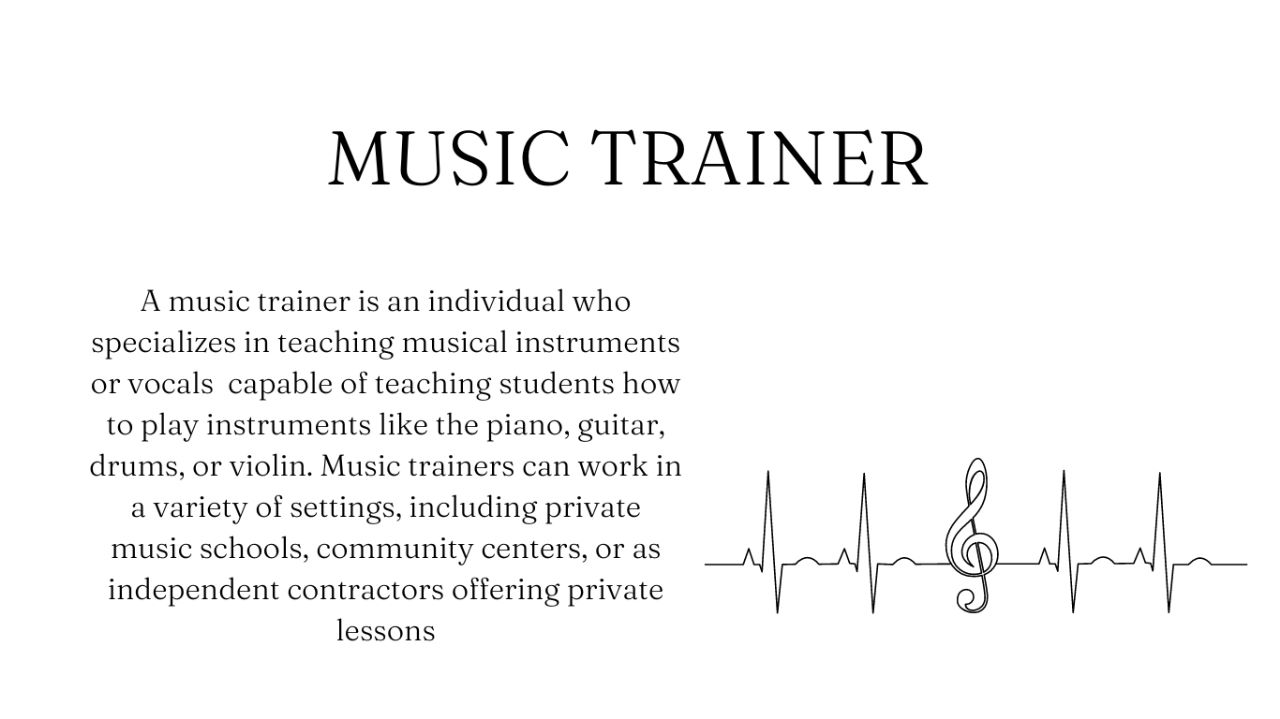 MUSIC TRAINER
A music trainer is an individual who
specializes in teaching musical instruments
or vocals  capable of teaching students how
to play instruments like the piano, guitar,
drums, or violin. Music trainers can work in
a variety of settings, including private
music schools, community centers, or as
independent contractors offering private
lessons